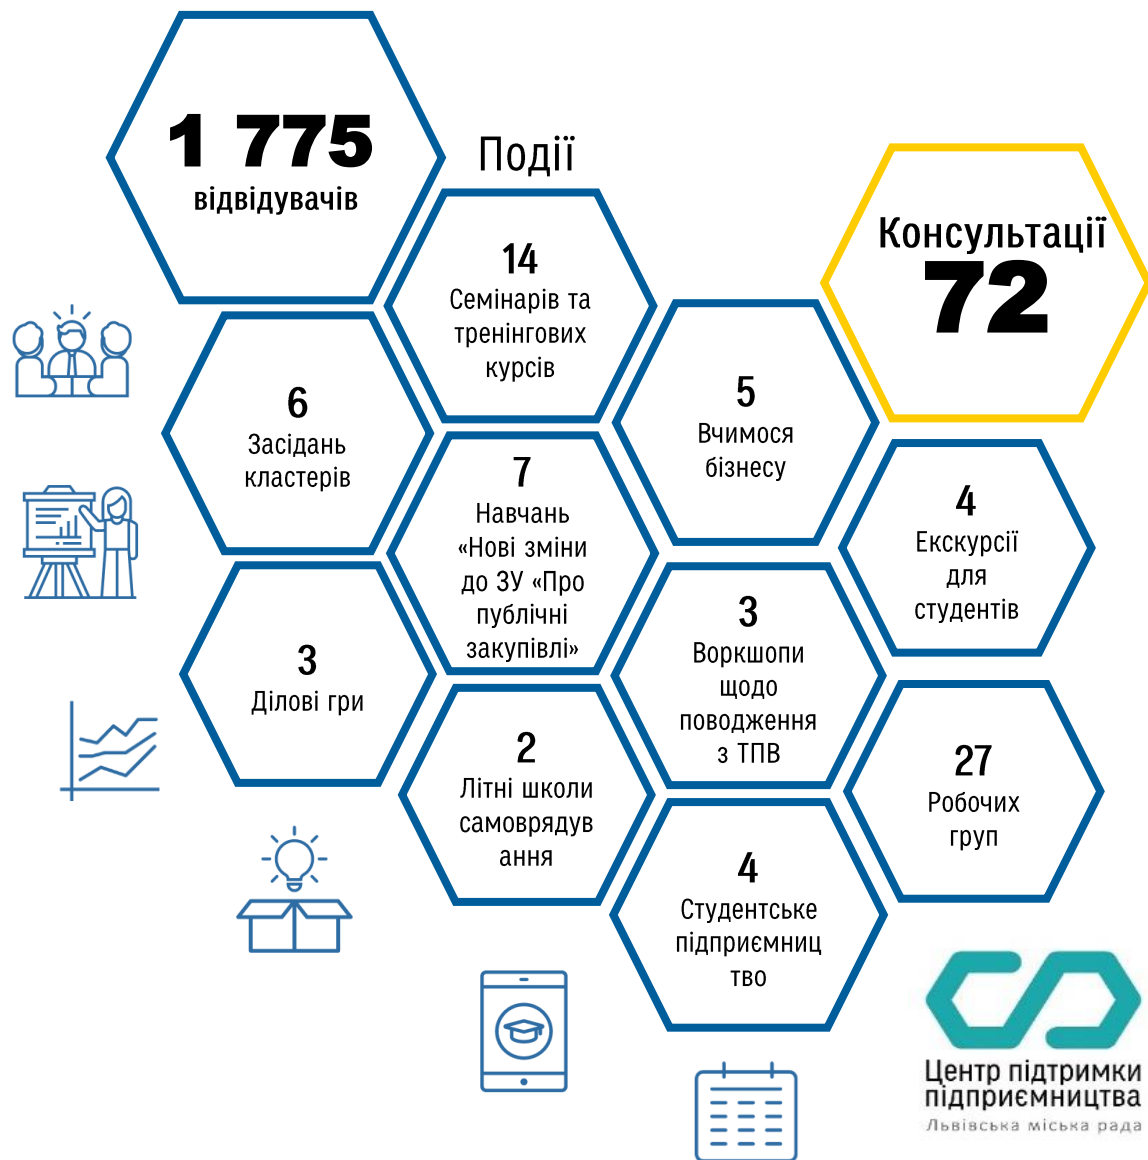 1 775
відвідувачів
Події
14
Семінарів та
тренінгових
курсів
Консультації
72
6
Засідань
кластерів
5
Вчимося
бізнесу
7
Навчань
«Нові зміни
до ЗУ «Про
публічні
закупівлі»
4
Екскурсії
для
студентів
3
Ділові гри
3
Воркшопи
щодо
поводження
з ТПВ
2
Літні школи
самоврядув
ання
27
Робочих
груп
4
Студентське
підприємниц
тво
Центр підтримки
підприємництва
Львівська міська рада